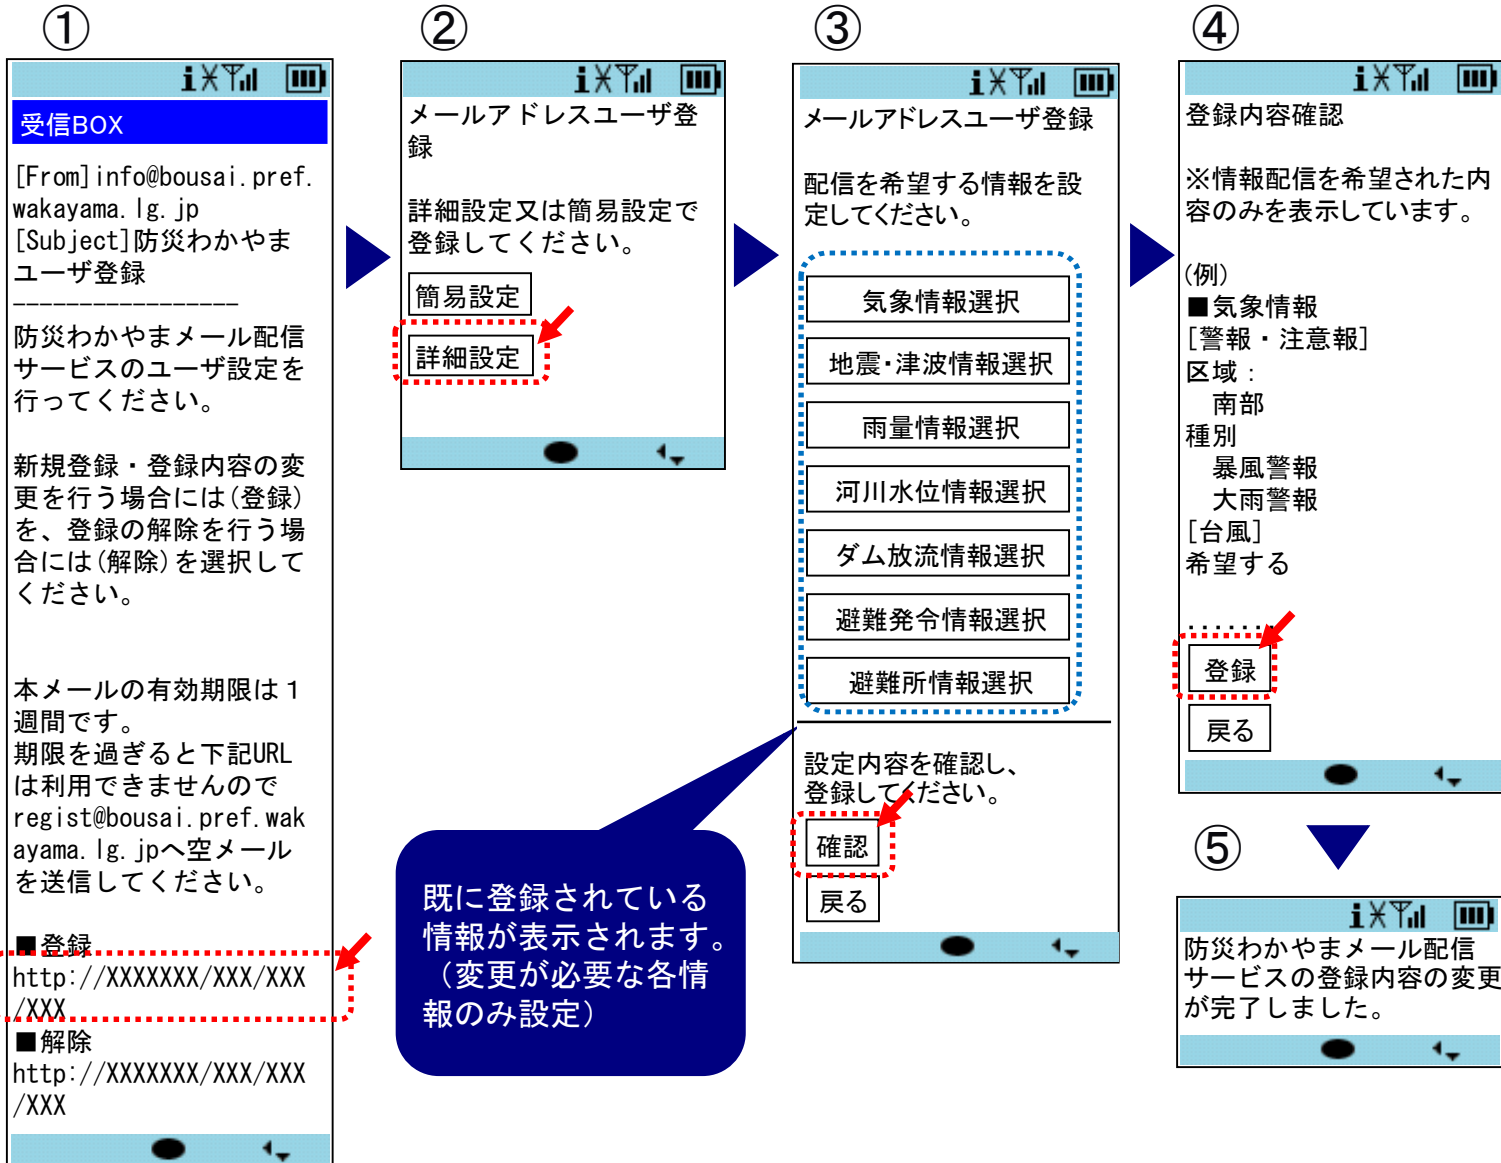 ①
受信BOX
[From]info@bousai.pref.
wakayama.lg.jp
[Subject]防災わかやま
ユーザ登録
-----------------
防災わかやまメール配信
サービスのユーザ設定を
行ってください。
新規登録・登録内容の変
更を行う場合には(登録)
を、登録の解除を行う場
合には(解除)を選択して
ください。
本メールの有効期限は１
週間です。
期限を過ぎると下記URL
は利用できませんので
regist@bousai.pref.wak
ayama.lg.jpへ空メール
を送信してください。
■登録
http://XXXXXXX/XXX/XXX
/XXX
■解除
http://XXXXXXX/XXX/XXX
/XXX
②
メールアドレスユーザ登
録
詳細設定又は簡易設定で
登録してください。
簡易設定
詳細設定
③
メールアドレスユーザ登録
配信を希望する情報を設
定してください。
気象情報選択
地震・津波情報選択
雨量情報選択
河川水位情報選択
ダム放流情報選択
避難発令情報選択
避難所情報選択
設定内容を確認し、
登録してください。
確認
戻る
既に登録されている
情報が表示されます。
（変更が必要な各情
報のみ設定）
④
登録内容確認
※情報配信を希望された内
容のみを表示しています。
(例)
■気象情報
[警報・注意報]
区域：
南部
種別
暴風警報
大雨警報
[台風]
希望する
・・・・・・・
登録
戻る
⑤
防災わかやまメール配信
サービスの登録内容の変更
が完了しました。